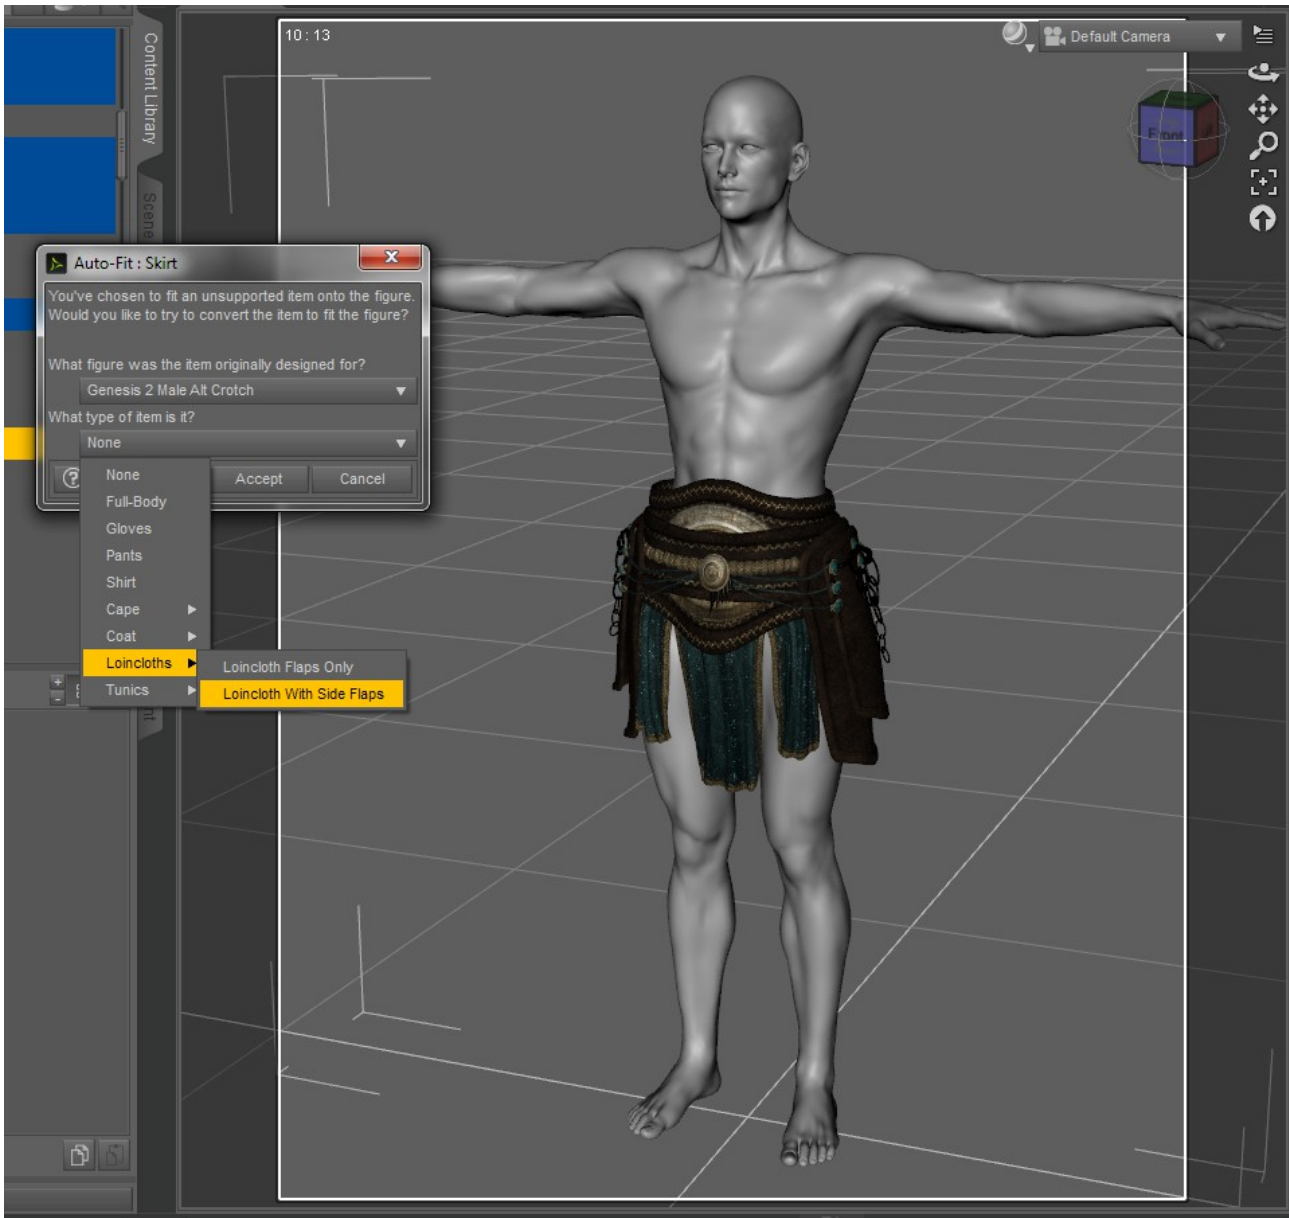 Content Library
Scene
10 : 13
Default Camera
Front
Auto-Fit : Skirt
You've chosen to fit an unsupported item onto the figure.
Would you like to try to convert the item to fit the figure?
What figure was the item originally designed for?
Genesis 2 Male Alt Crotch
What type of item is it?
None
Accept
Cancel
None
Full-Body
Gloves
Pants
Shirt
Cape
Coat
Loincloths
Tunics
Loincloth Flaps Only
Loincloth With Side Flaps